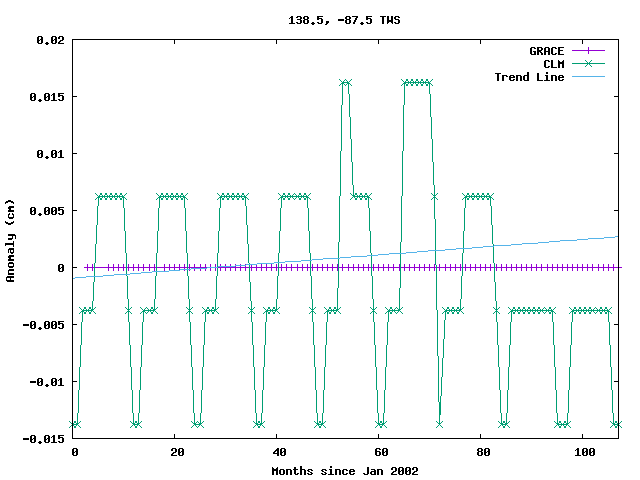 138.5, -87.5 TWS
GRACE
CLM
Trend Line
0.02
0.015
0.01
0.005
0
-0.005
-0.01
-0.015
Anomaly (cm)
0 20 40 60 80 100
Months since Jan 2002